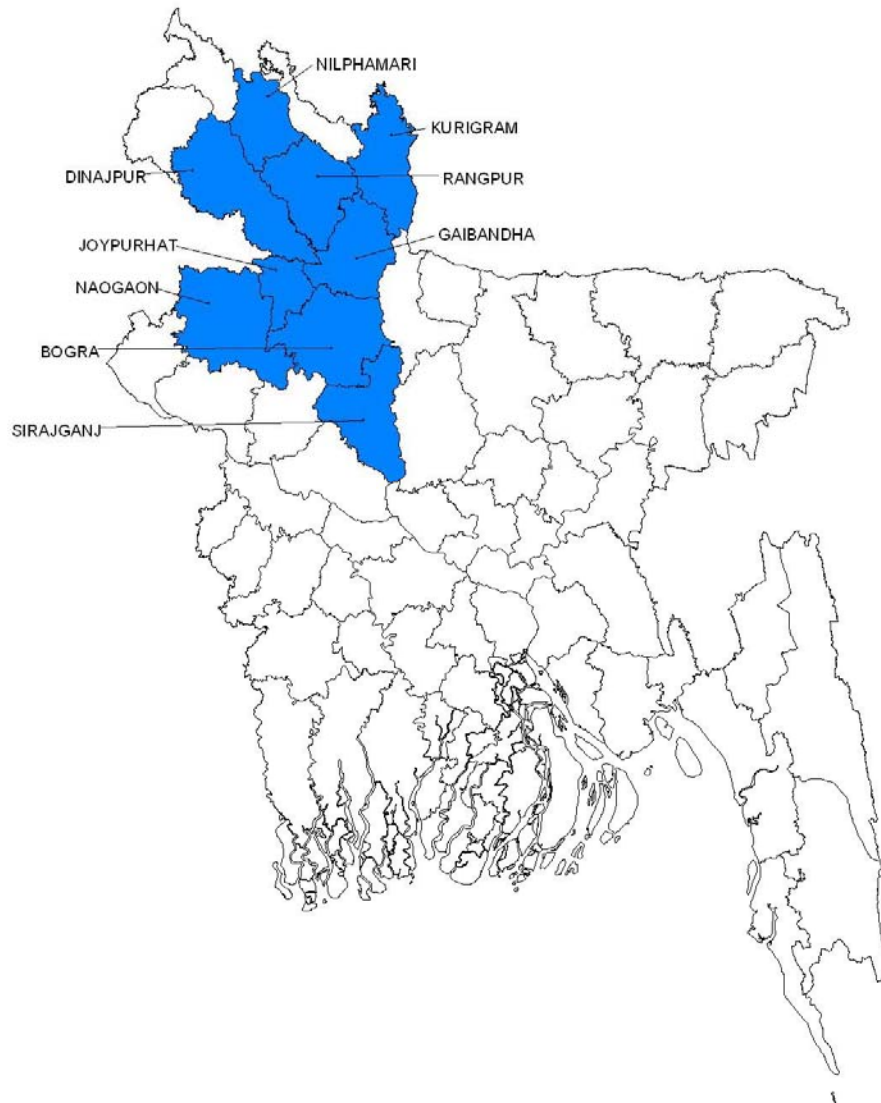 NILPHAMARI
KURIGRAM
DINAJPUR
RANGPUR
GAIBANDHA
JOYPURHAT
NAOGAON
BOGRA
SIRAJGANJ